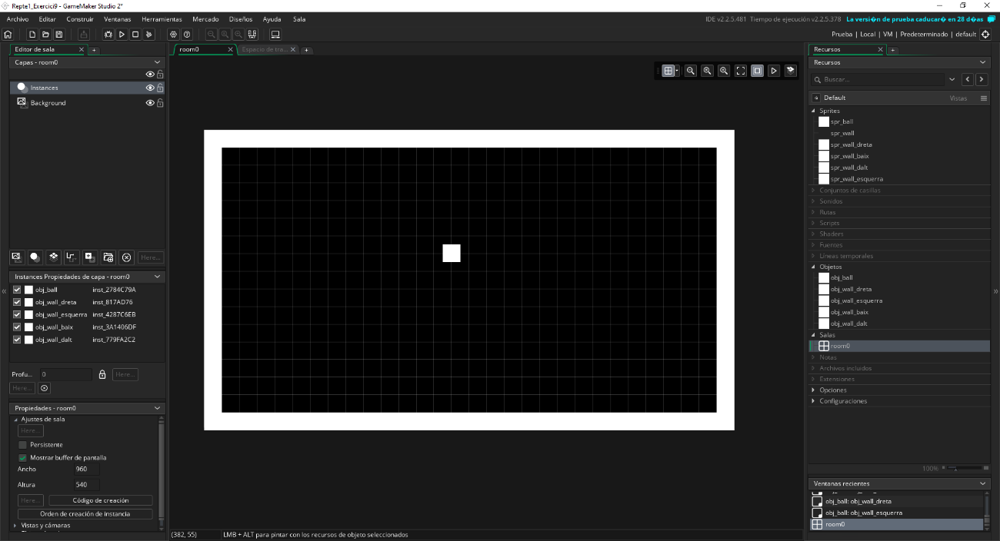 Repte1_Exercici9 - GameMaker Studio 2*
Archivo Editar Construir Ventanas Herramientas Mercado Diseños Ayuda Sala
IDE v2.2.5.481 Tiempo de ejecución v2.2.5.378 La versi�n de prueba caducar� en 28 d�as
Prueba | Local | VM | Predeterminado | default
Editor de sala
Capas - room0
Instances
Background
Here...
Instances Propiedades de capa - room0
obj_ball inst_2784C79A
obj_wall_dreta inst_817AD76
obj_wall_esquerra inst_4287C6EB
obj_wall_baix inst_3A1406DF
obj_wall_dalt inst_779FA2C2
Profu... 0 Here...
Here...
Propiedades - room0
Ajustes de sala
Here...
Persistente
Mostrar buffer de pantalla
Ancho 960
Altura 540
Here... Código de creación
Orden de creación de instancia
Vistas y cámaras
room0 Espacio de tra...
(382, 55) LMB + ALT para pintar con los recursos de objeto seleccionados
Recursos
Recursos
Buscar...
Default Vistas
Sprites
spr_ball
spr_wall
spr_wall_dreta
spr_wall_baix
spr_wall_dalt
spr_wall_esquerra
Conjuntos de casillas
Sonidos
Rutas
Scripts
Shaders
Fuentes
Líneas temporales
Objetos
obj_ball
obj_wall_dreta
obj_wall_esquerra
obj_wall_baix
obj_wall_dalt
Salas
room0
Notas
Archivos incluidos
Extensiones
Opciones
Configuraciones
100%
Ventanas recientes
obj_ball: obj_wall_dreta
obj_ball: obj_wall_esquerra
room0